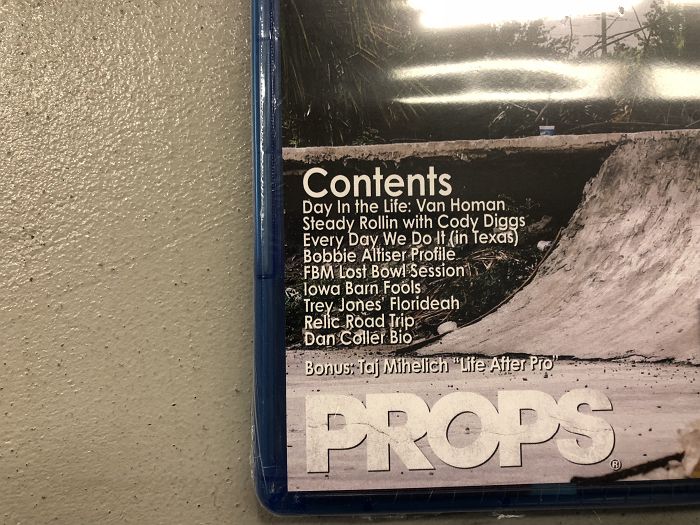 Contents
Day In the Life: Van Homan
Steady Rollin with Cody Diggs
Every Day We Do It (in Texas)
Bobbie Altiser Profile
FBM Lost Bowl Session
Iowa Barn Fools
Trey Jones' Florideah
Relic Road Trip
Dan Coller Bio
Bonus: Taj Mihelich "Life After Pro"
PROPS®